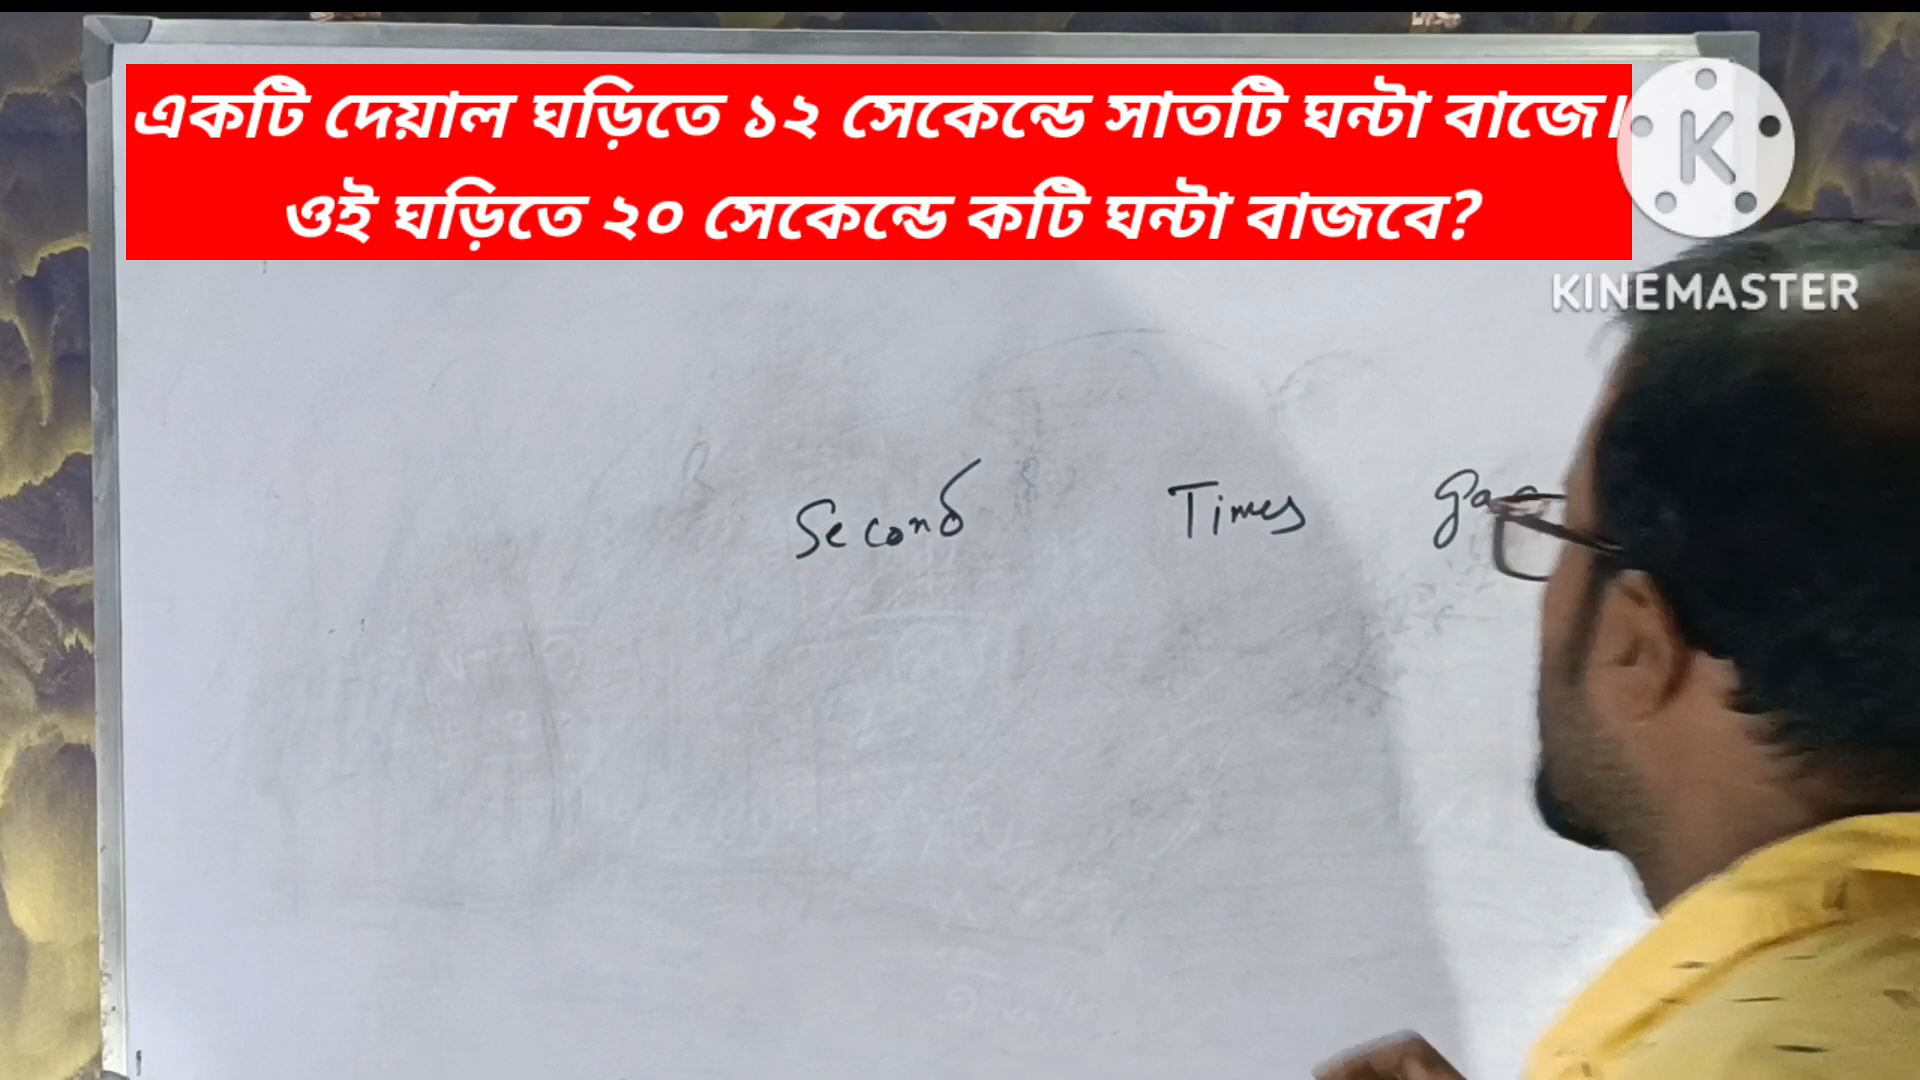 একটি দেয়াল ঘড়িতে ১২ সেকেন্ডে সাতটি ঘন্টা বাজে।
ওই ঘড়িতে ২০ সেকেন্ডে কটি ঘন্টা বাজবে?
K
KINEMASTER
Second Times